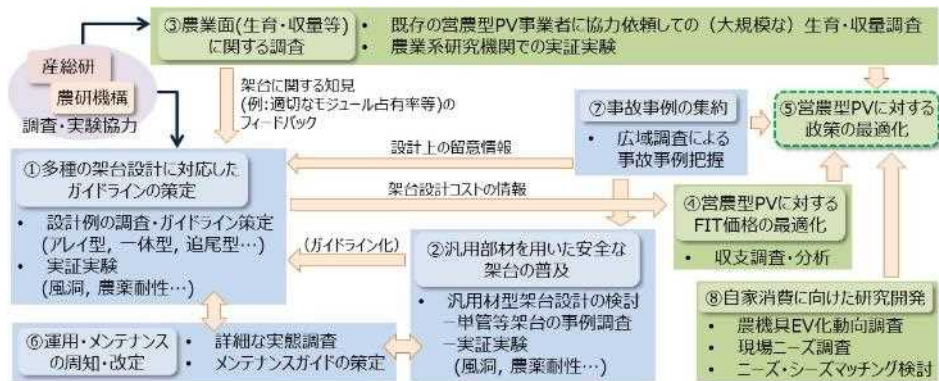 ③農業面(生育・収量等)
に関する調査
• 既存の営農型PV事業者に協力依頼しての（大規模な）生育・収量調査
• 農業系研究機関での実証実験
産総研
農研機構
調査・実験協力
架台に関する知見
(例:適切なモジュール占有率等)の
フィードバック
⑦事故事例の集約
• 広域調査による
事故事例把握
⑤営農型PVに対する
政策の最適化
設計上の留意情報
①多種の架台設計に対応した
ガイドラインの策定
• 設計例の調査・ガイドライン策定
(アレイ型, 一体型, 追尾型…)
• 実証実験
(風洞, 農薬耐性…)
架台設計コストの情報
④営農型PVに対する
FIT価格の最適化
• 収支調査・分析
(ガイドライン化)
②汎用部材を用いた安全な
架台の普及
• 汎用材型架台設計の検討
－単管等架台の事例調査
－実証実験
(風洞, 農薬耐性…)
⑧自家消費に向けた研究開発
• 農機具EV化動向調査
• 現場ニーズ調査
• ニーズ・シーズマッチング検討
⑥運用・メンテナンス
の周知・改定
• 詳細な実態調査
• メンテナンスガイドの策定